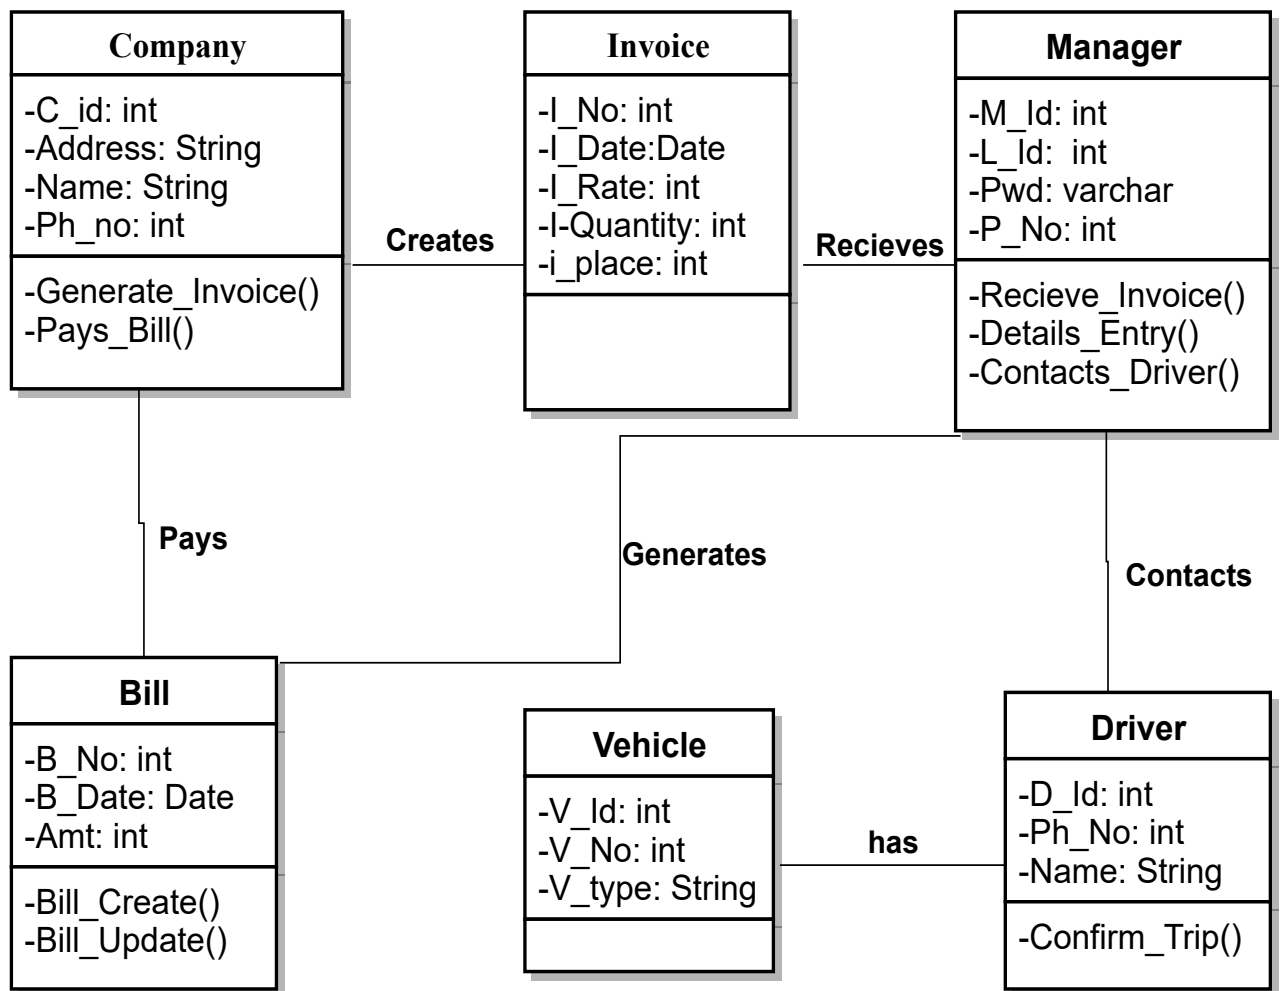 Company
-C_id: int
-Address: String
-Name: String
-Ph_no: int
-Generate_Invoice()
-Pays_Bill()
Creates
Invoice
-I_No: int
-I_Date:Date
-I_Rate: int
-I-Quantity: int
-i_place: int
Recieves
Manager
-M_Id: int
-L_Id:  int
-Pwd: varchar
-P_No: int
-Recieve_Invoice()
-Details_Entry()
-Contacts_Driver()
Pays
Generates
Contacts
Bill
-B_No: int
-B_Date: Date
-Amt: int
-Bill_Create()
-Bill_Update()
Vehicle
-V_Id: int
-V_No: int
-V_type: String
has
Driver
-D_Id: int
-Ph_No: int
-Name: String
-Confirm_Trip()